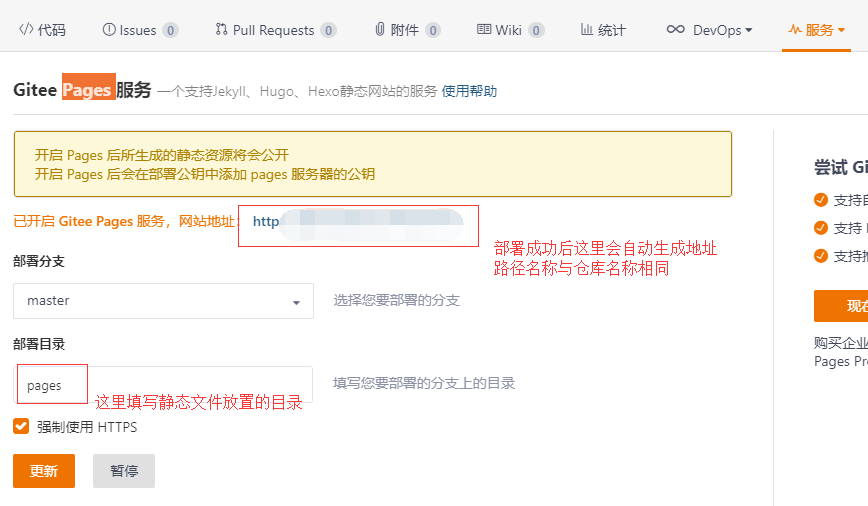 代码 Issues 0 Pull Requests 0 附件 0 Wiki 0 统计 DevOps 服务
Gitee Pages 服务 一个支持Jekyll、Hugo、Hexo静态网站的服务 使用帮助
开启 Pages 后所生成的静态资源将会公开
开启 Pages 后会在部署公钥中添加 pages 服务器的公钥
已开启 Gitee Pages 服务，网站地址： http
部署成功后这里会自动生成地址
路径名称与仓库名称相同
部署分支
master 选择您要部署的分支
部署目录
pages 填写您要部署的分支上的目录
这里填写静态文件放置的目录
强制使用 HTTPS
更新 暂停
尝试
支持
支持
支持
现在
购买企业
Pages Pr